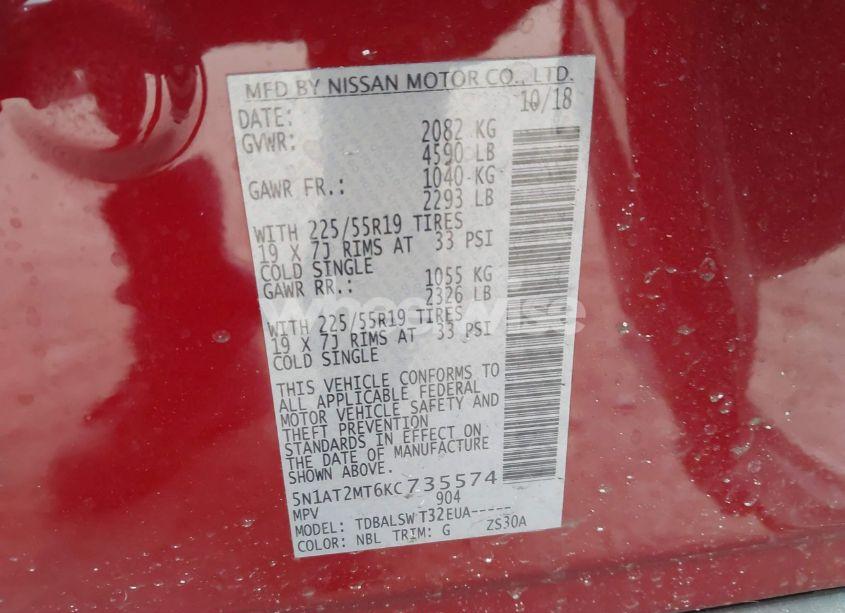 MFD BY NISSAN MOTOR CO., LTD.
DATE: 10/18
GVWR: 2082 KG
4590 LB
GAWR FR.: 1040 KG
2293 LB
WITH 225/55R19 TIRES
19 X 7J RIMS AT 33 PSI
COLD SINGLE
GAWR RR.: 1055 KG
2326 LB
WITH 225/55R19 TIRES
19 X 7J RIMS AT 33 PSI
COLD SINGLE
THIS VEHICLE CONFORMS TO
ALL APPLICABLE FEDERAL
MOTOR VEHICLE SAFETY AND
THEFT PREVENTION
STANDARDS IN EFFECT ON
THE DATE OF MANUFACTURE
SHOWN ABOVE.
5N1AT2MT6KC735574
MPV 904
MODEL: TDBALSW T32EUA-----
COLOR: NBL TRIM: G ZS30A